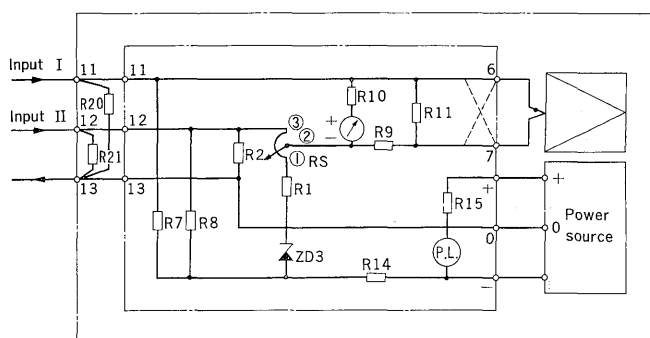 Input I
11
11
6
R20
R10
+
−
R11
Input II
12
12
③
②
①
RS
R9
7
R21
R2
13
13
R1
+
+
R15
R7
R8
Power
source
0
0
P.L.
ZD3
R14
−